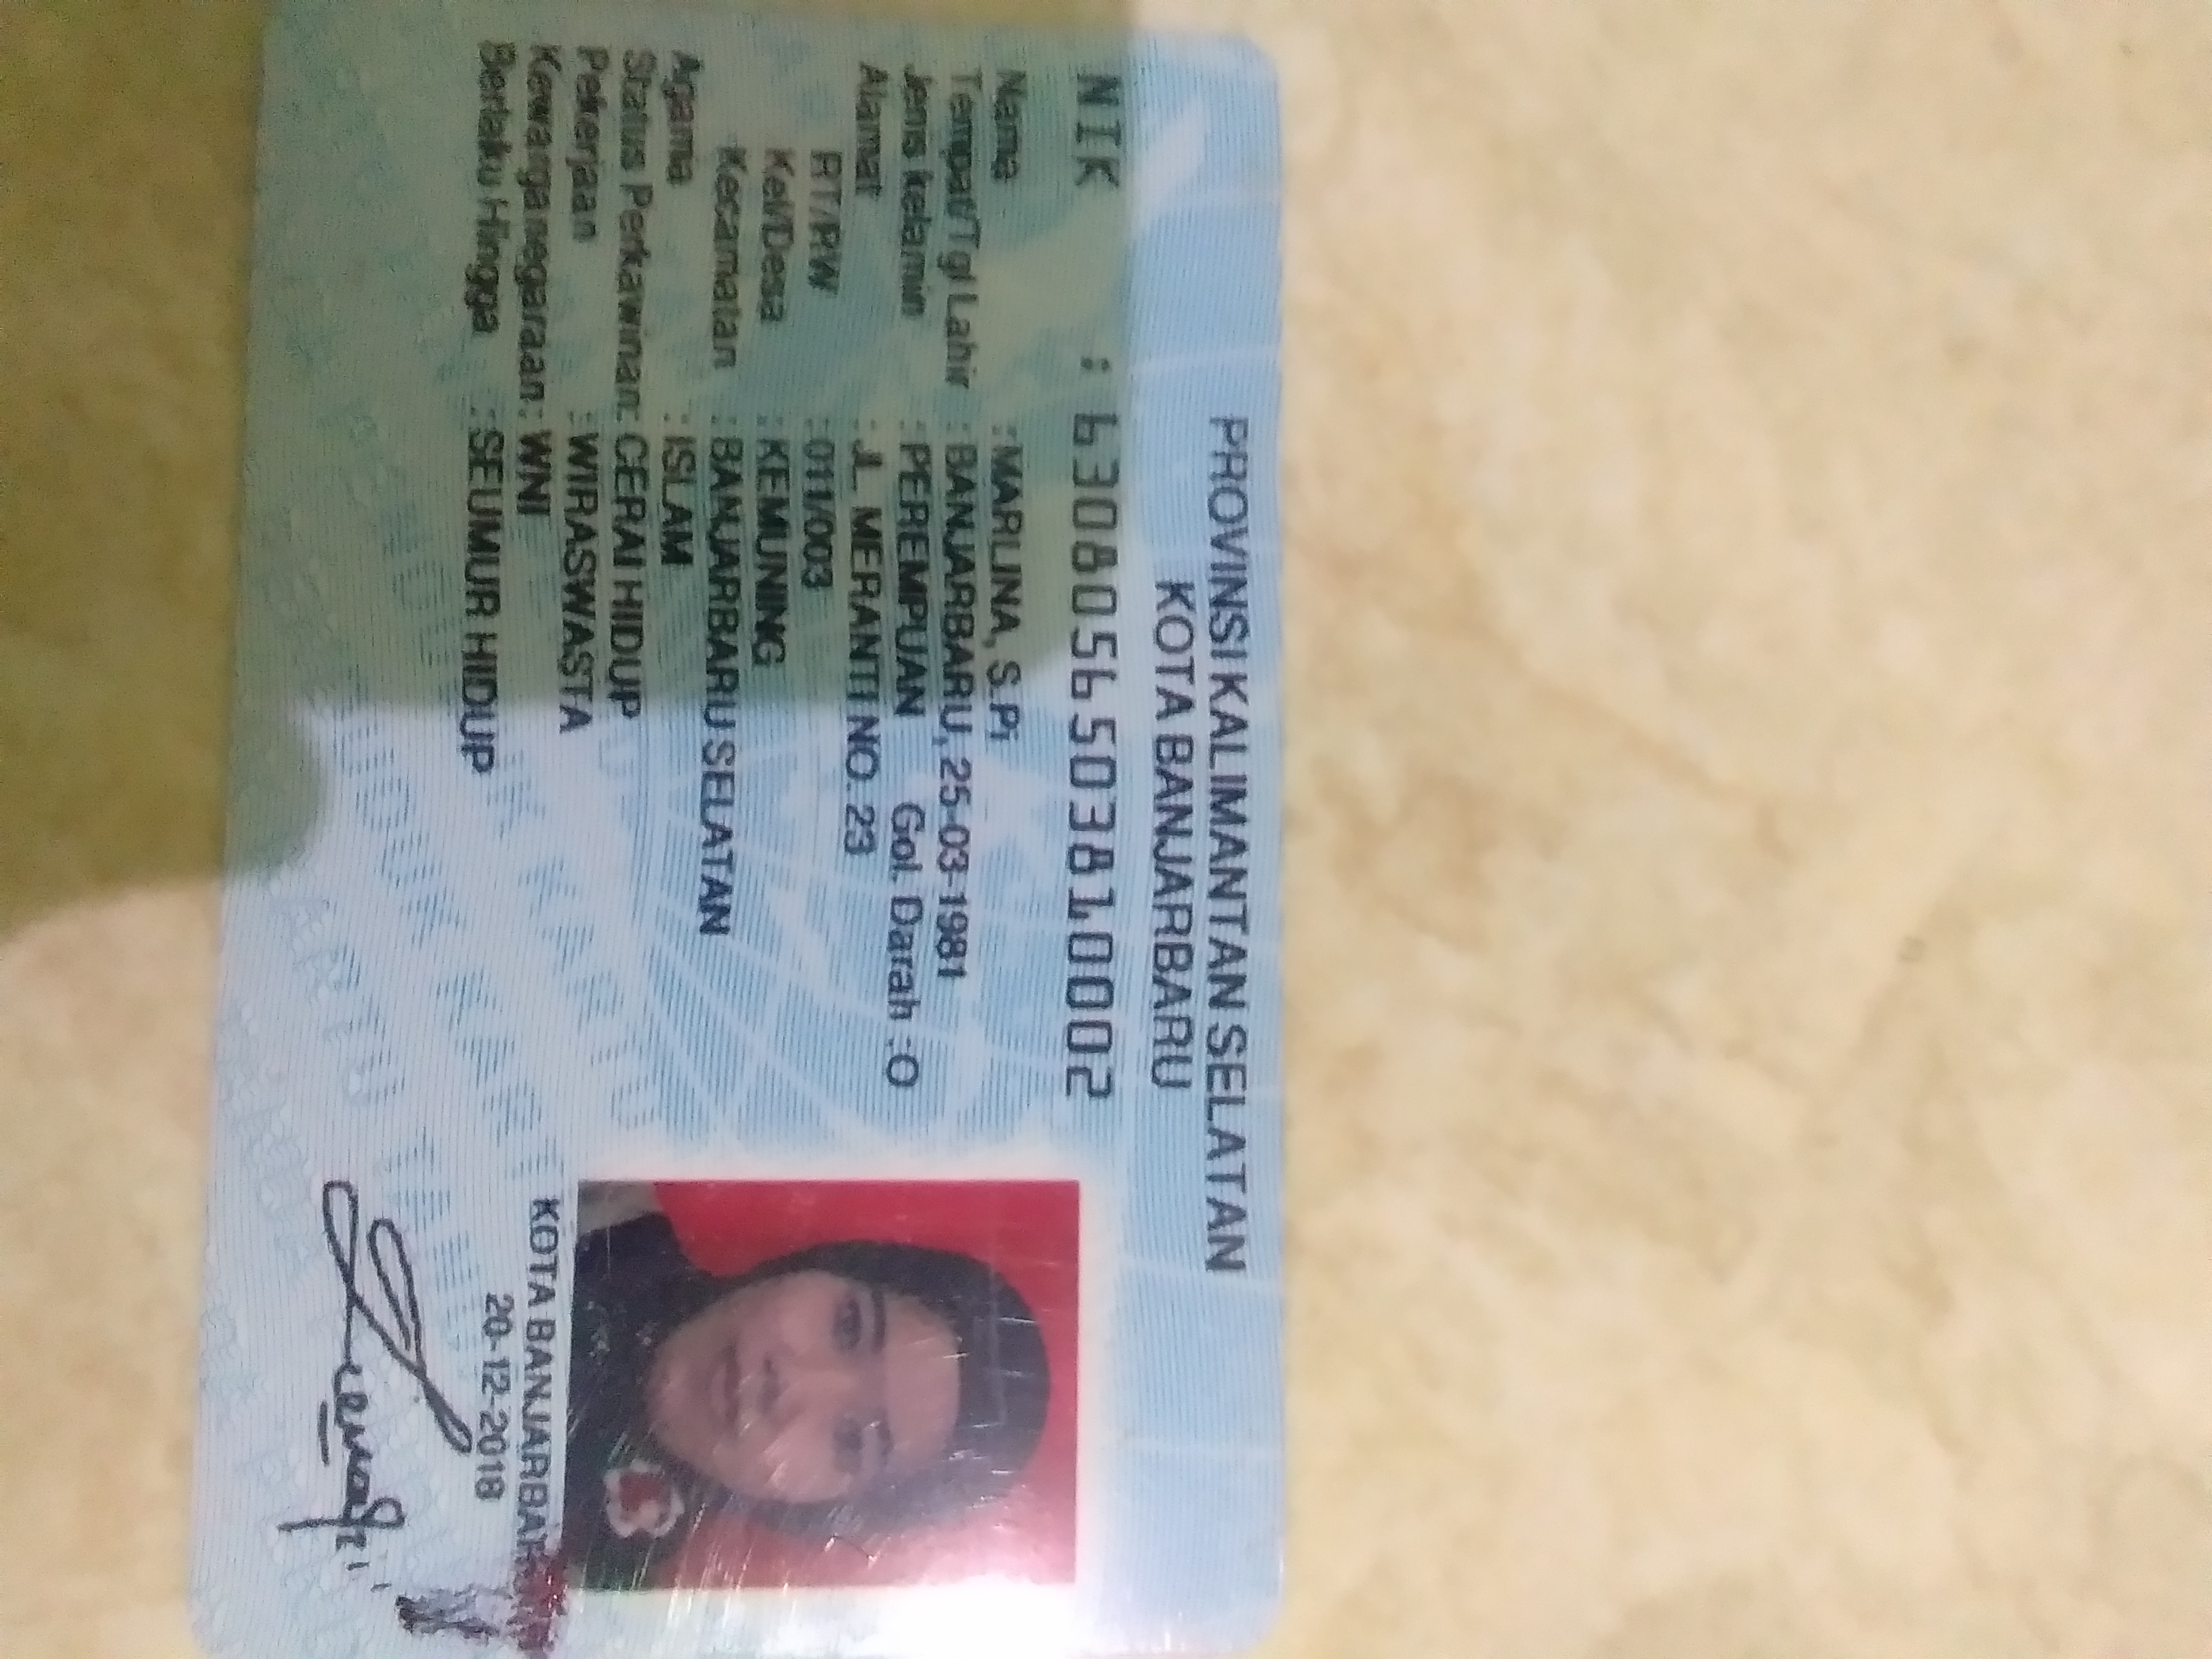 PROVINSI KALIMANTAN SELATAN
KOTA BANJARBARU
NIK : 6308056503810002
Nama : MARLINA, S.Pi
Tempat/Tgl Lahir : BANJARBARU, 25-03-1981
Jenis kelamin : PEREMPUAN Gol. Darah : O
Alamat : JL. MERANTI NO. 23
RT/RW : 011/003
Kel/Desa : KEMUNING
Kecamatan : BANJARBARU SELATAN
Agama : ISLAM
Status Perkawinan: CERAI HIDUP
Pekerjaan : WIRASWASTA
Kewarganegaraan: WNI
Berlaku Hingga : SEUMUR HIDUP
KOTA BANJARBARU
20-12-2018